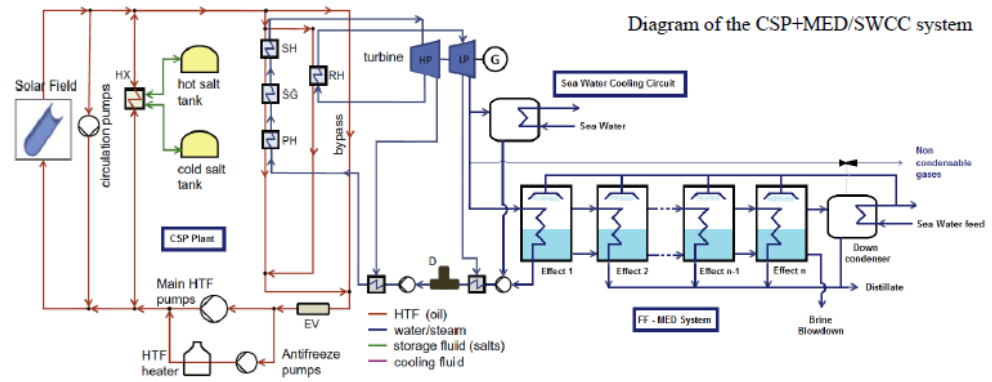 Diagram of the CSP+MED/SWCC system
turbine
HP
LP
G
SH
HX
hot salt
tank
Solar Field
circulation pumps
SG
RH
bypass
Sea Water Cooling Circuit
Sea Water
PH
cold salt
tank
Non
condensable
gases
CSP Plant
Sea Water feed
Down
condenser
Effect 1
Effect 2
Effect n-1
Effect n
D
Main HTF
pumps
Distillate
EV
HTF (oil)
water/steam
storage fluid (salts)
cooling fluid
FF - MED System
Brine
Blowdown
HTF
heater
Antifreeze
pumps